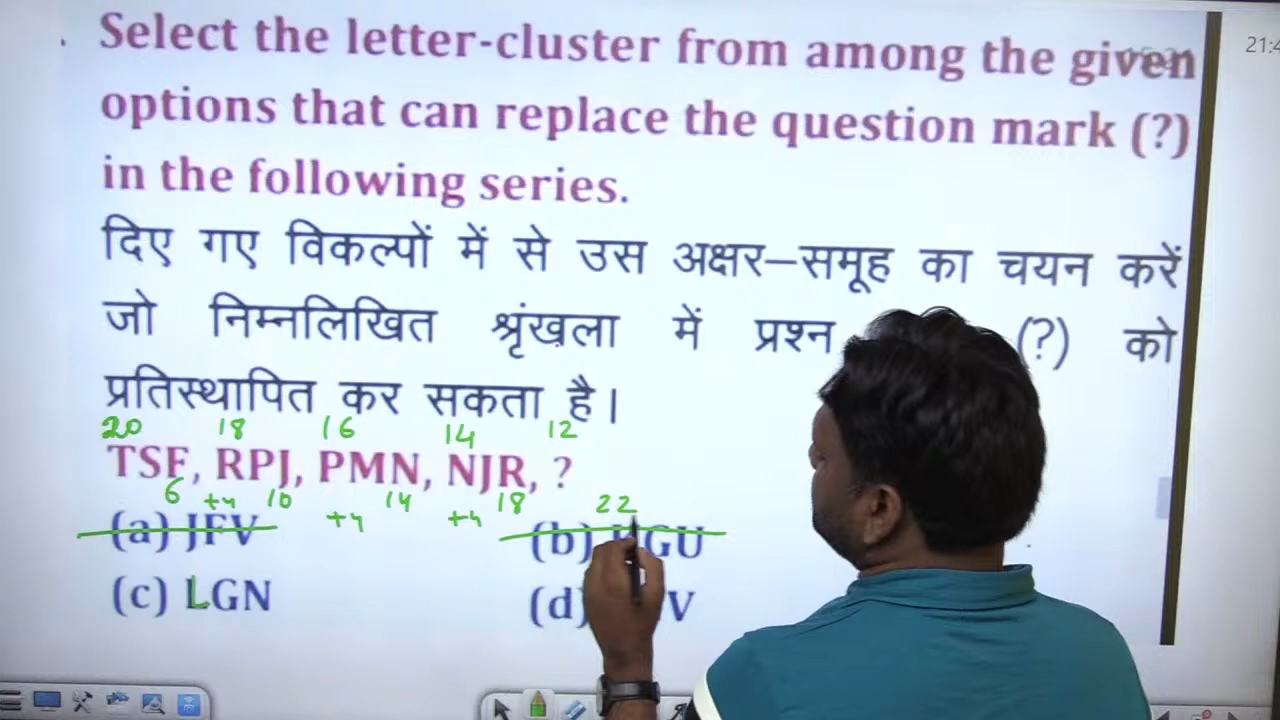 Select the letter-cluster from among the given
21:4
options that can replace the question mark (?)
in the following series.
दिए गए विकल्पों में से उस अक्षर–समूह का चयन करें
जो निम्नलिखित श्रृंखला में प्रश्न (?) को
प्रतिस्थापित कर सकता है।
20 18 16 14 12
TSF, RPJ, PMN, NJR, ?
6 +4 10 +4 14 +4 18 22
(a) JFV (b) GU
(c) LGN (d) V